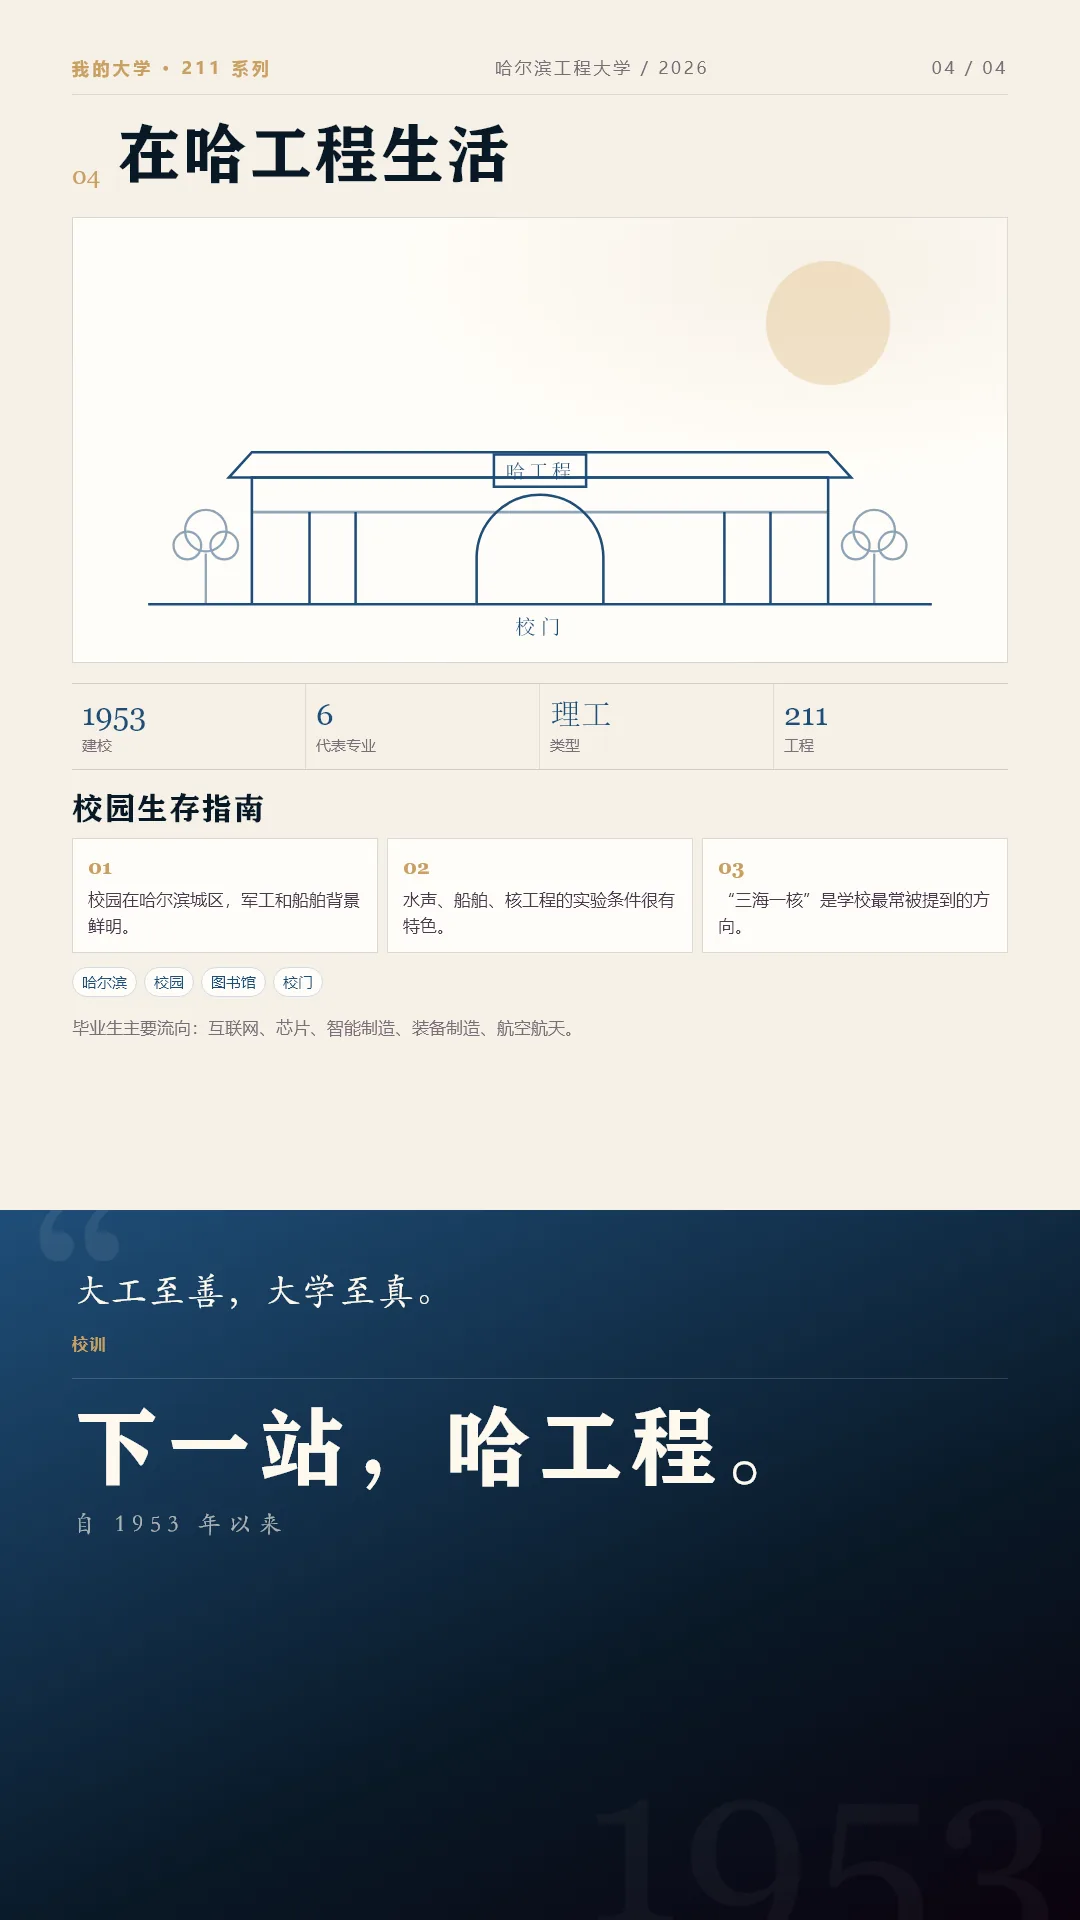 我的大学 · 211 系列
哈尔滨工程大学 / 2026
04 / 04
04 在哈工程生活
哈工程
校门
1953
建校
6
代表专业
理工
类型
211
工程
校园生存指南
01
校园在哈尔滨城区，军工和船舶背景
鲜明。
02
水声、船舶、核工程的实验条件很有
特色。
03
“三海一核”是学校最常被提到的方
向。
哈尔滨
校园
图书馆
校门
毕业生主要流向：互联网、芯片、智能制造、装备制造、航空航天。
“
大工至善，大学至真。
校训
下一站，哈工程。
自 1953 年以来
1953